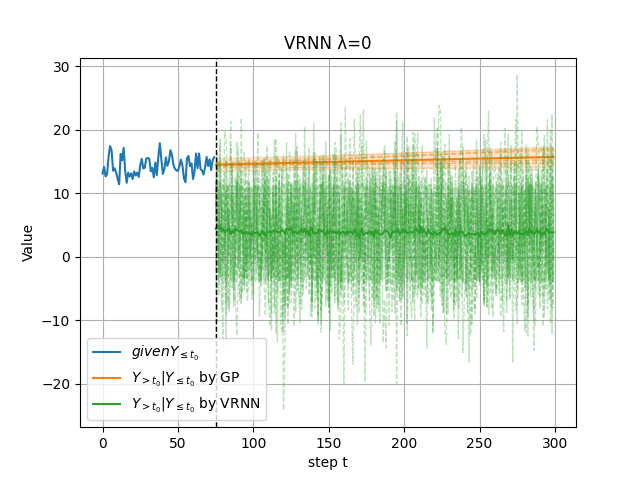 VRNN λ=0
Value
30
20
10
0
−10
−20
given Y≤t₀
Y>t₀|Y≤t₀ by GP
Y>t₀|Y≤t₀ by VRNN
0 50 100 150 200 250 300
step t